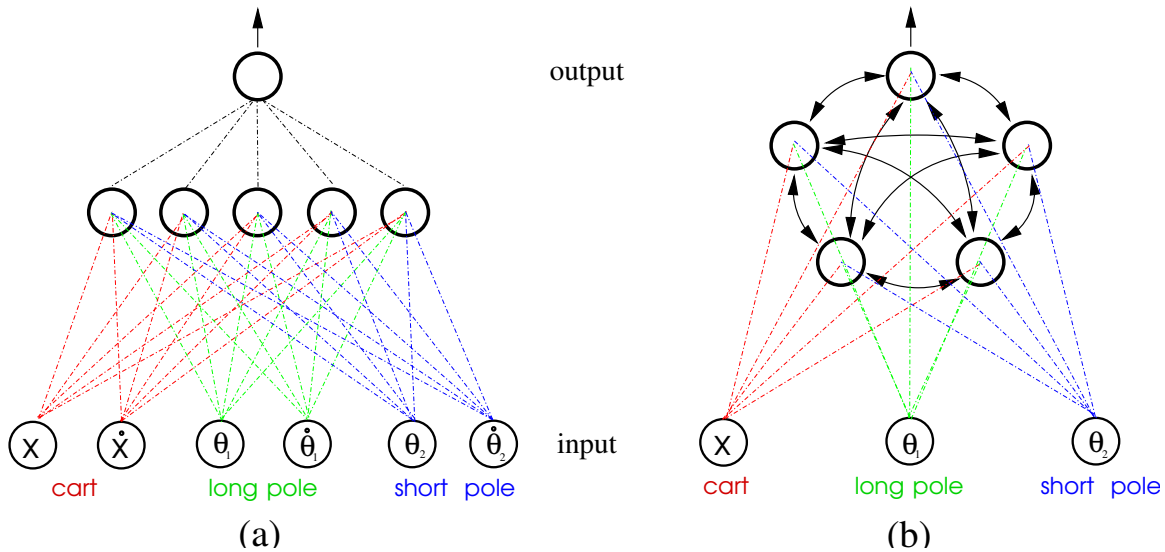 output
X Ẋ θ₁ θ̇₁ θ₂ θ̇₂ input X θ₁ θ₂
cart long pole short pole cart long pole short pole
(a) (b)